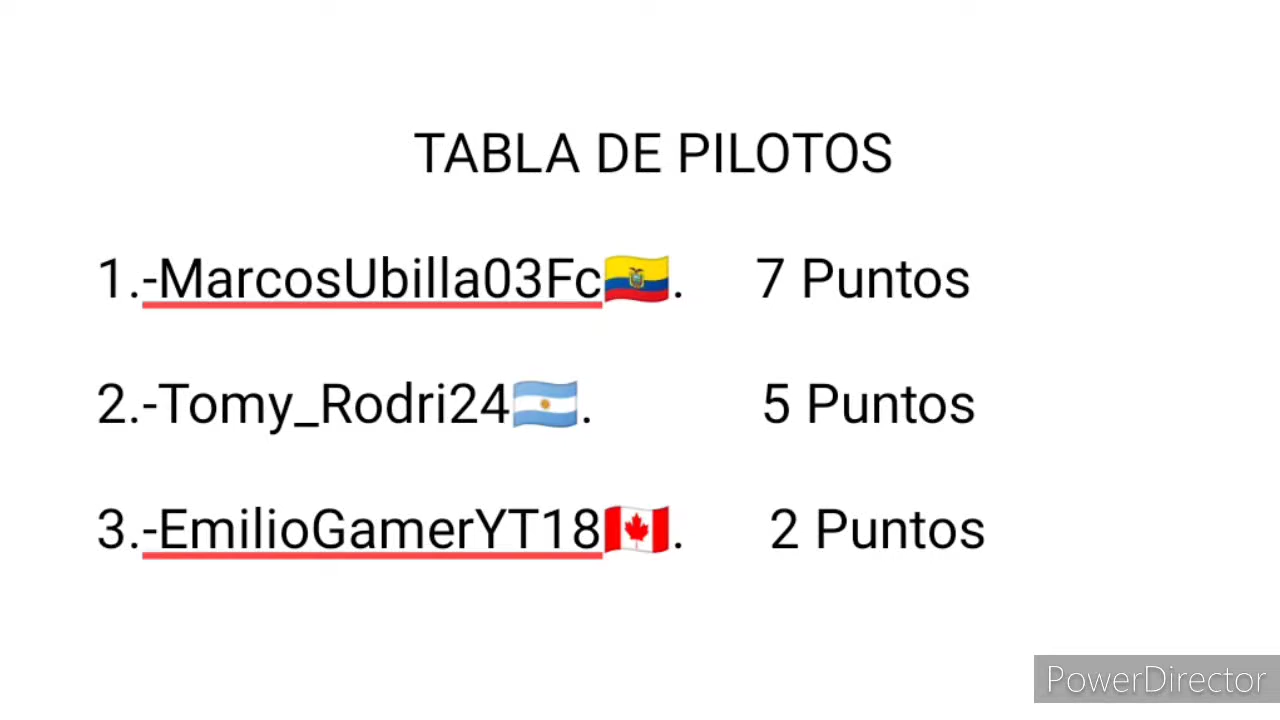 TABLA DE PILOTOS
1.-MarcosUbilla03Fc🇪🇨. 7 Puntos
2.-Tomy_Rodri24🇦🇷. 5 Puntos
3.-EmilioGamerYT18🇨🇦. 2 Puntos
PowerDirector